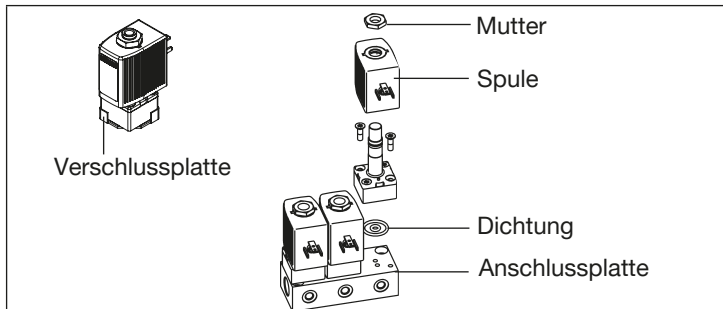 Mutter
Spule
Verschlussplatte
Dichtung
Anschlussplatte